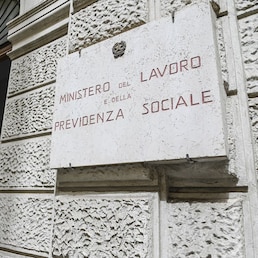 MINISTERO DEL LAVORO
E DELLA
PREVIDENZA SOCIALE